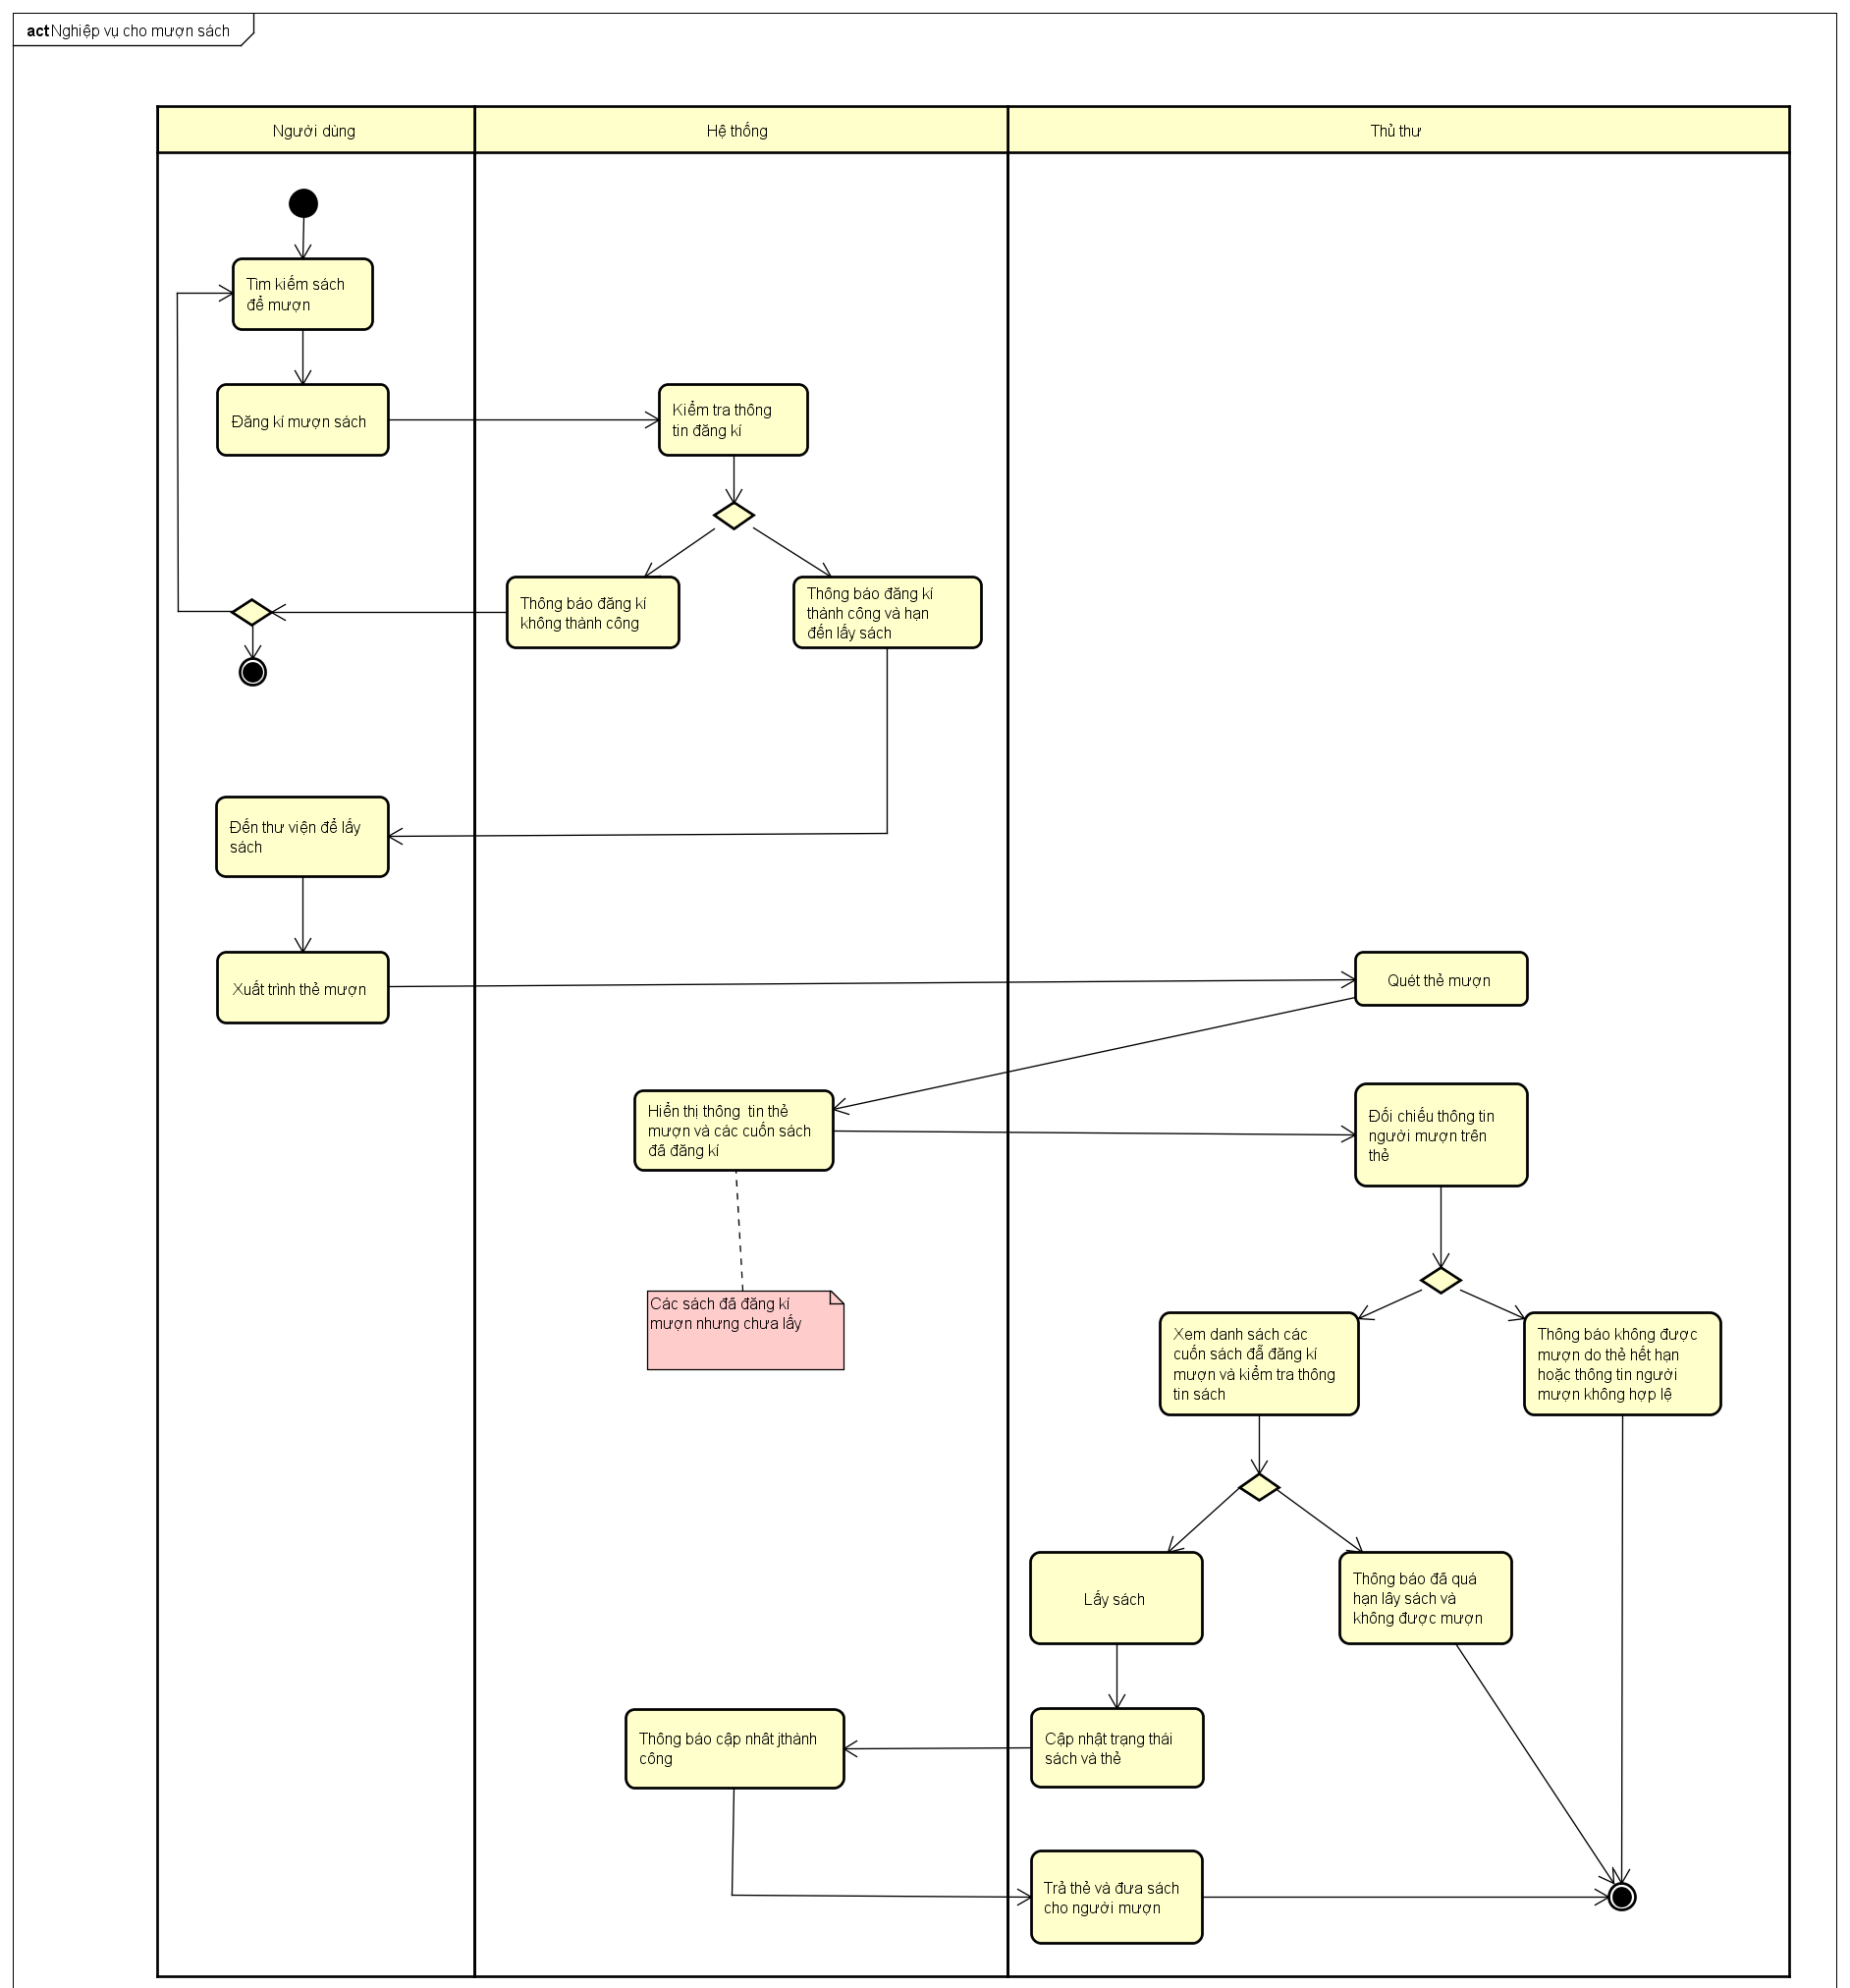 act Nghiệp vụ cho mượn sách
Người dùng
Hệ thống
Thủ thư
Tìm kiếm sách
để mượn
Đăng kí mượn sách
Kiểm tra thông
tin đăng kí
Thông báo đăng kí
không thành công
Thông báo đăng kí
thành công và hạn
đến lấy sách
Đến thư viện để lấy
sách
Xuất trình thẻ mượn
Quét thẻ mượn
Hiển thị thông  tin thẻ
mượn và các cuốn sách
đã đăng kí
Đối chiếu thông tin
người mượn trên
thẻ
Các sách đã đăng kí
mượn nhưng chưa lấy
Xem danh sách các
cuốn sách đẫ đăng kí
mượn và kiểm tra thông
tin sách
Thông báo không được
mượn do thẻ hết hạn
hoặc thông tin người
mượn không hợp lệ
Lấy sách
Thông báo đã quá
hạn lây sách và
không được mượn
Thông báo cập nhât jthành
công
Cập nhật trạng thái
sách và thẻ
Trả thẻ và đưa sách
cho người mượn